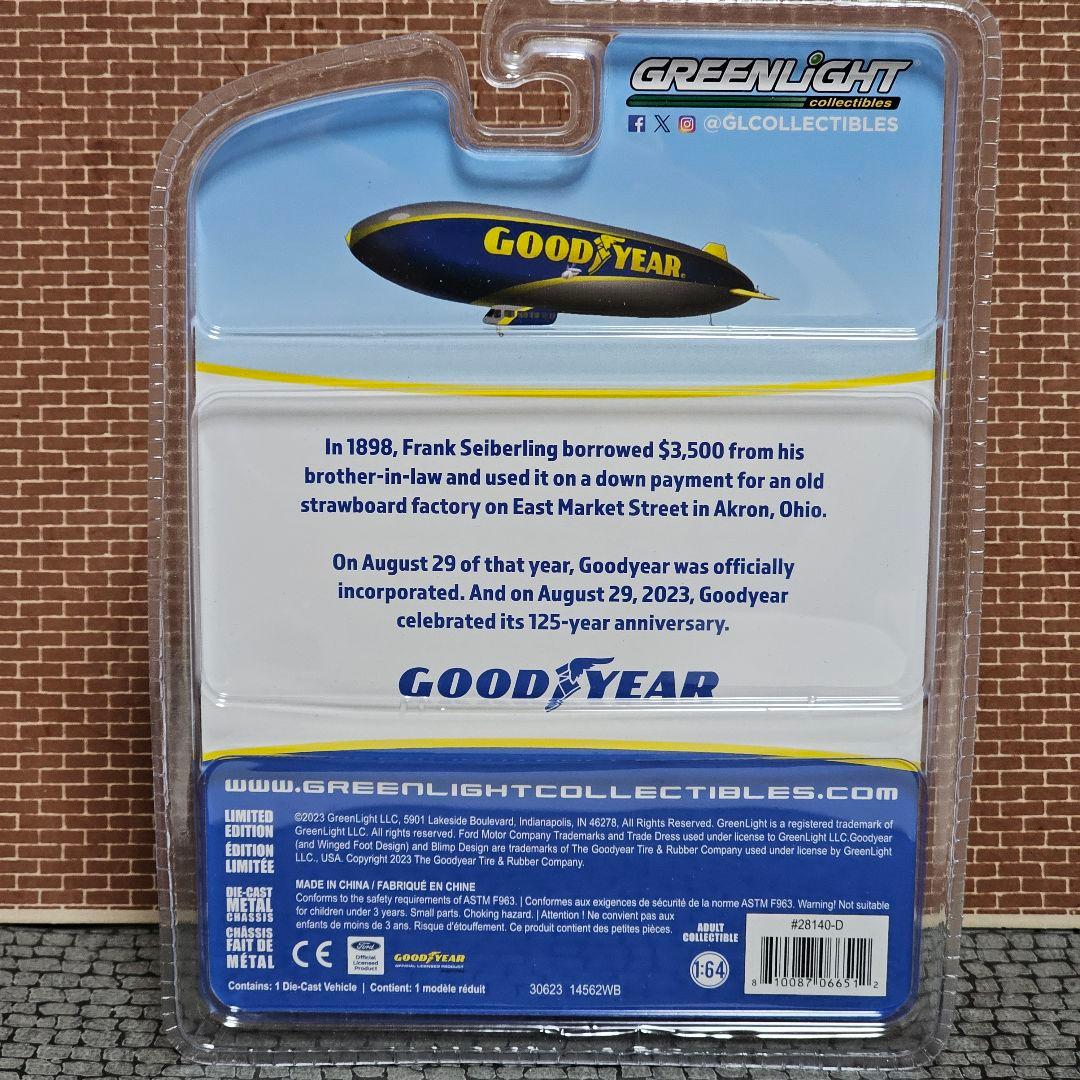 GREENLiGHT
collectibles
@GLCOLLECTIBLES
GOODYEAR
In 1898, Frank Seiberling borrowed $3,500 from his
brother-in-law and used it on a down payment for an old
strawboard factory on East Market Street in Akron, Ohio.
On August 29 of that year, Goodyear was officially
incorporated. And on August 29, 2023, Goodyear
celebrated its 125-year anniversary.
GOODYEAR
www.GREENLIGHTCOLLECTIBLES.com
LIMITED
EDITION
ÉDITION
LIMITÉE
©2023 GreenLight LLC, 5901 Lakeside Boulevard, Indianapolis, IN 46278, All Rights Reserved. GreenLight is a registered trademark of
GreenLight LLC. All rights reserved. Ford Motor Company Trademarks and Trade Dress used under license to GreenLight LLC.Goodyear
(and Winged Foot Design) and Blimp Design are trademarks of The Goodyear Tire & Rubber Company used under license by GreenLight
LLC., USA. Copyright 2023 The Goodyear Tire & Rubber Company.
DIE-CAST
METAL
CHASSIS
CHÂSSIS
FAIT DE
MÉTAL
MADE IN CHINA / FABRIQUÉ EN CHINE
Conforms to the safety requirements of ASTM F963. | Conformes aux exigences de sécurité de la norme ASTM F963. Warning! Not suitable
for children under 3 years. Small parts. Choking hazard. | Attention ! Ne convient pas aux
enfants de moins de 3 ans. Risque d'étouffement. Ce produit contient des petites pièces.
ADULT
COLLECTIBLE
1:64
#28140-D
8 10087 06651 2
CE
Ford
Official
Licensed
Product
GOODYEAR
OFFICIAL LICENSED PRODUCT
Contains: 1 Die-Cast Vehicle | Contient: 1 modèle réduit
30623 14562WB